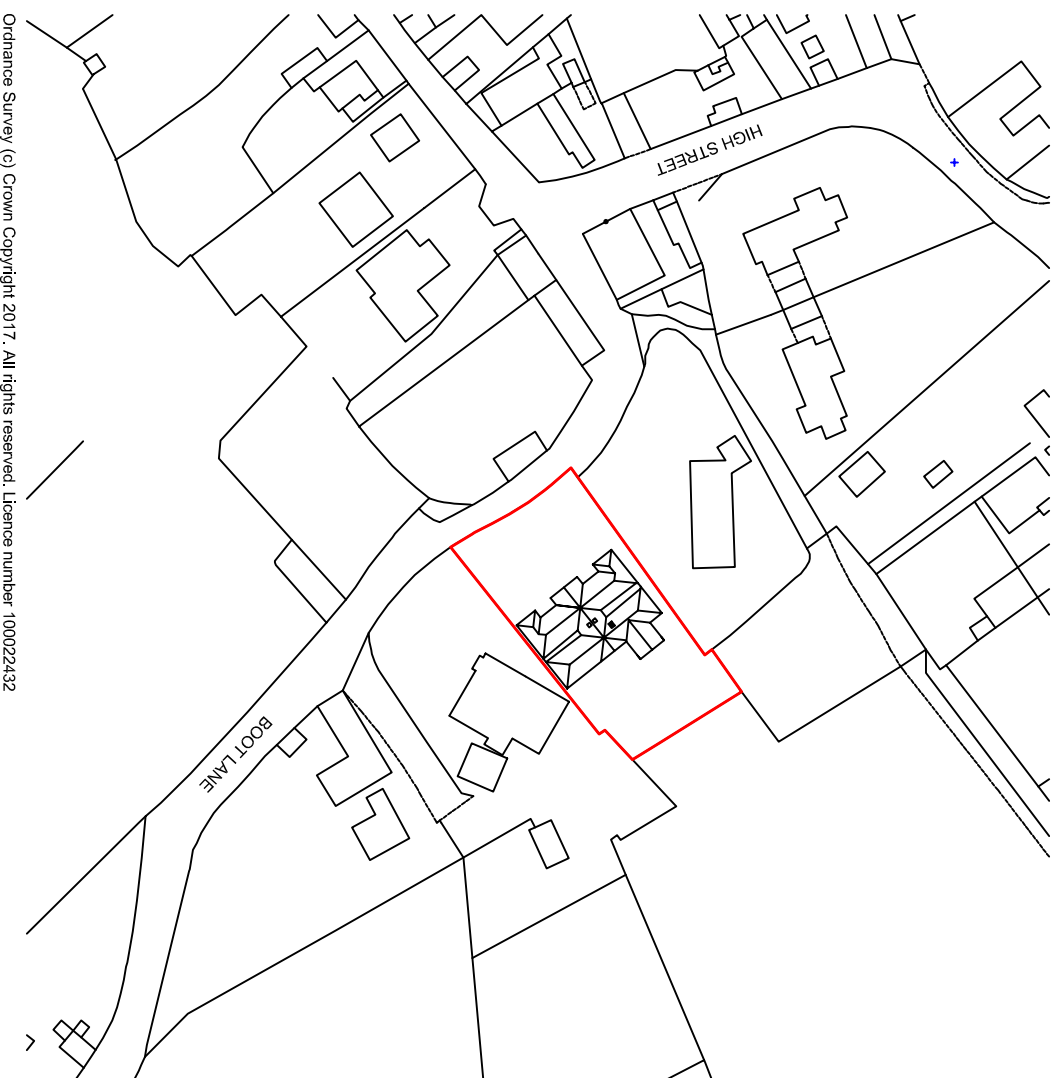 HIGH STREET
BOOT LANE
Ordnance Survey (c) Crown Copyright 2017. All rights reserved. Licence number 100022432